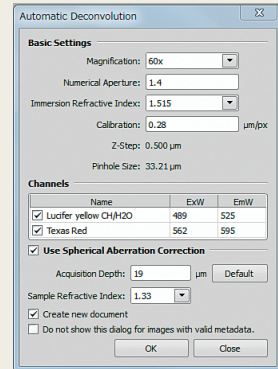 Automatic Deconvolution
Basic Settings
Magnification: 60x
Numerical Aperture: 1.4
Immersion Refractive Index: 1.515
Calibration: 0.28 µm/px
Z-Step: 0.500 µm
Pinhole Size: 33.21 µm
Channels
Name ExW EmW
Lucifer yellow CH/H2O 489 525
Texas Red 562 595
Use Spherical Aberration Correction
Acquisition Depth: 19 µm Default
Sample Refractive Index: 1.33
Create new document
Do not show this dialog for images with valid metadata.
OK Close